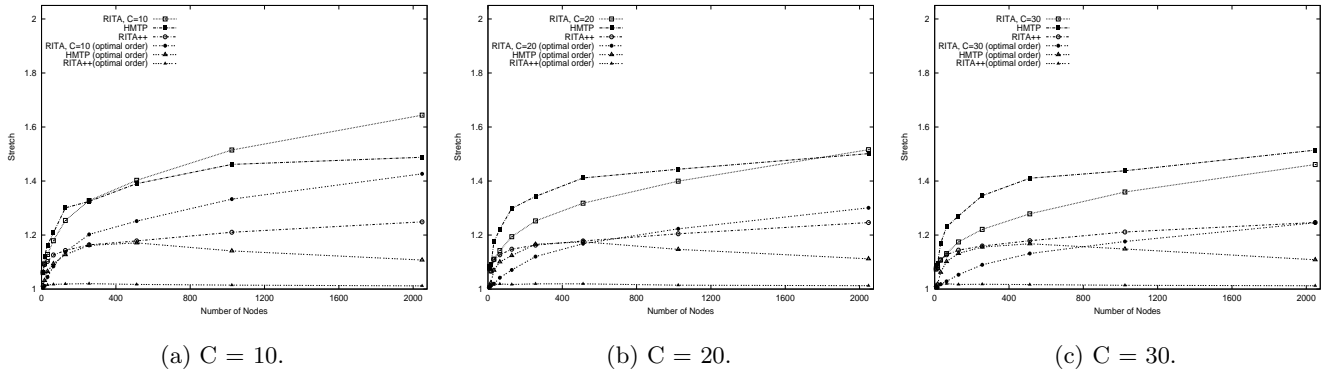 2
1.8
1.6
1.4
1.2
1
Stretch
0 400 800 1200 1600 2000
Number of Nodes
RITA, C=10
HMTP
RITA++
RITA, C=10 (optimal order)
HMTP (optimal order)
RITA++(optimal order)
(a) C = 10.
2
1.8
1.6
1.4
1.2
1
Stretch
0 400 800 1200 1600 2000
Number of Nodes
RITA, C=20
HMTP
RITA++
RITA, C=20 (optimal order)
HMTP (optimal order)
RITA++(optimal order)
(b) C = 20.
2
1.8
1.6
1.4
1.2
1
Stretch
0 400 800 1200 1600 2000
Number of Nodes
RITA, C=30
HMTP
RITA++
RITA, C=30 (optimal order)
HMTP (optimal order)
RITA++(optimal order)
(c) C = 30.